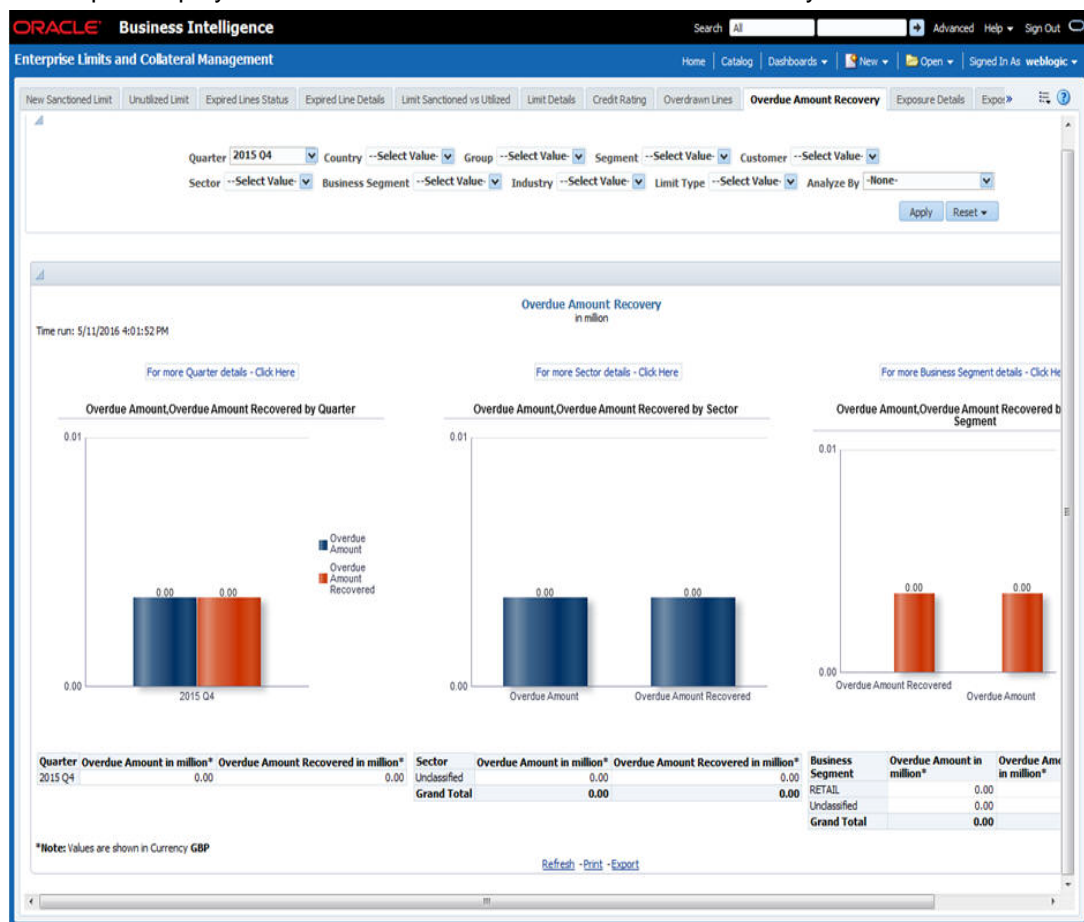 ORACLE Business Intelligence Search All Advanced Help Sign Out
Enterprise Limits and Collateral Management Home Catalog Dashboards New Open Signed In As weblogic
New Sanctioned Limit Unutilized Limit Expired Lines Status Expired Line Details Limit Sanctioned vs Utilized Limit Details Credit Rating Overdrawn Lines Overdue Amount Recovery Exposure Details Expo »
Quarter 2015 Q4 Country --Select Value- Group --Select Value- Segment --Select Value- Customer --Select Value-
Sector --Select Value- Business Segment --Select Value- Industry --Select Value- Limit Type --Select Value- Analyze By -None-
Apply Reset
Overdue Amount Recovery
in million
Time run: 5/11/2016 4:01:52 PM
For more Quarter details - Click Here For more Sector details - Click Here For more Business Segment details - Click He
Overdue Amount,Overdue Amount Recovered by Quarter
0.01
0.00 0.00
0.00
2015 Q4
Overdue Amount
Overdue Amount Recovered
Overdue Amount,Overdue Amount Recovered by Sector
0.01
0.00 0.00
0.00
Overdue Amount Overdue Amount Recovered
Overdue Amount,Overdue Amount Recovered b
Segment
0.01
0.00 0.00
0.00
Overdue Amount Recovered Overdue Amount
Quarter Overdue Amount in million* Overdue Amount Recovered in million*
2015 Q4 0.00 0.00
Sector Overdue Amount in million* Overdue Amount Recovered in million*
Unclassified 0.00 0.00
Grand Total 0.00 0.00
Business Segment Overdue Amount in million* Overdue Amo in million*
RETAIL 0.00
Unclassified 0.00
Grand Total 0.00
*Note: Values are shown in Currency GBP
Refresh - Print - Export